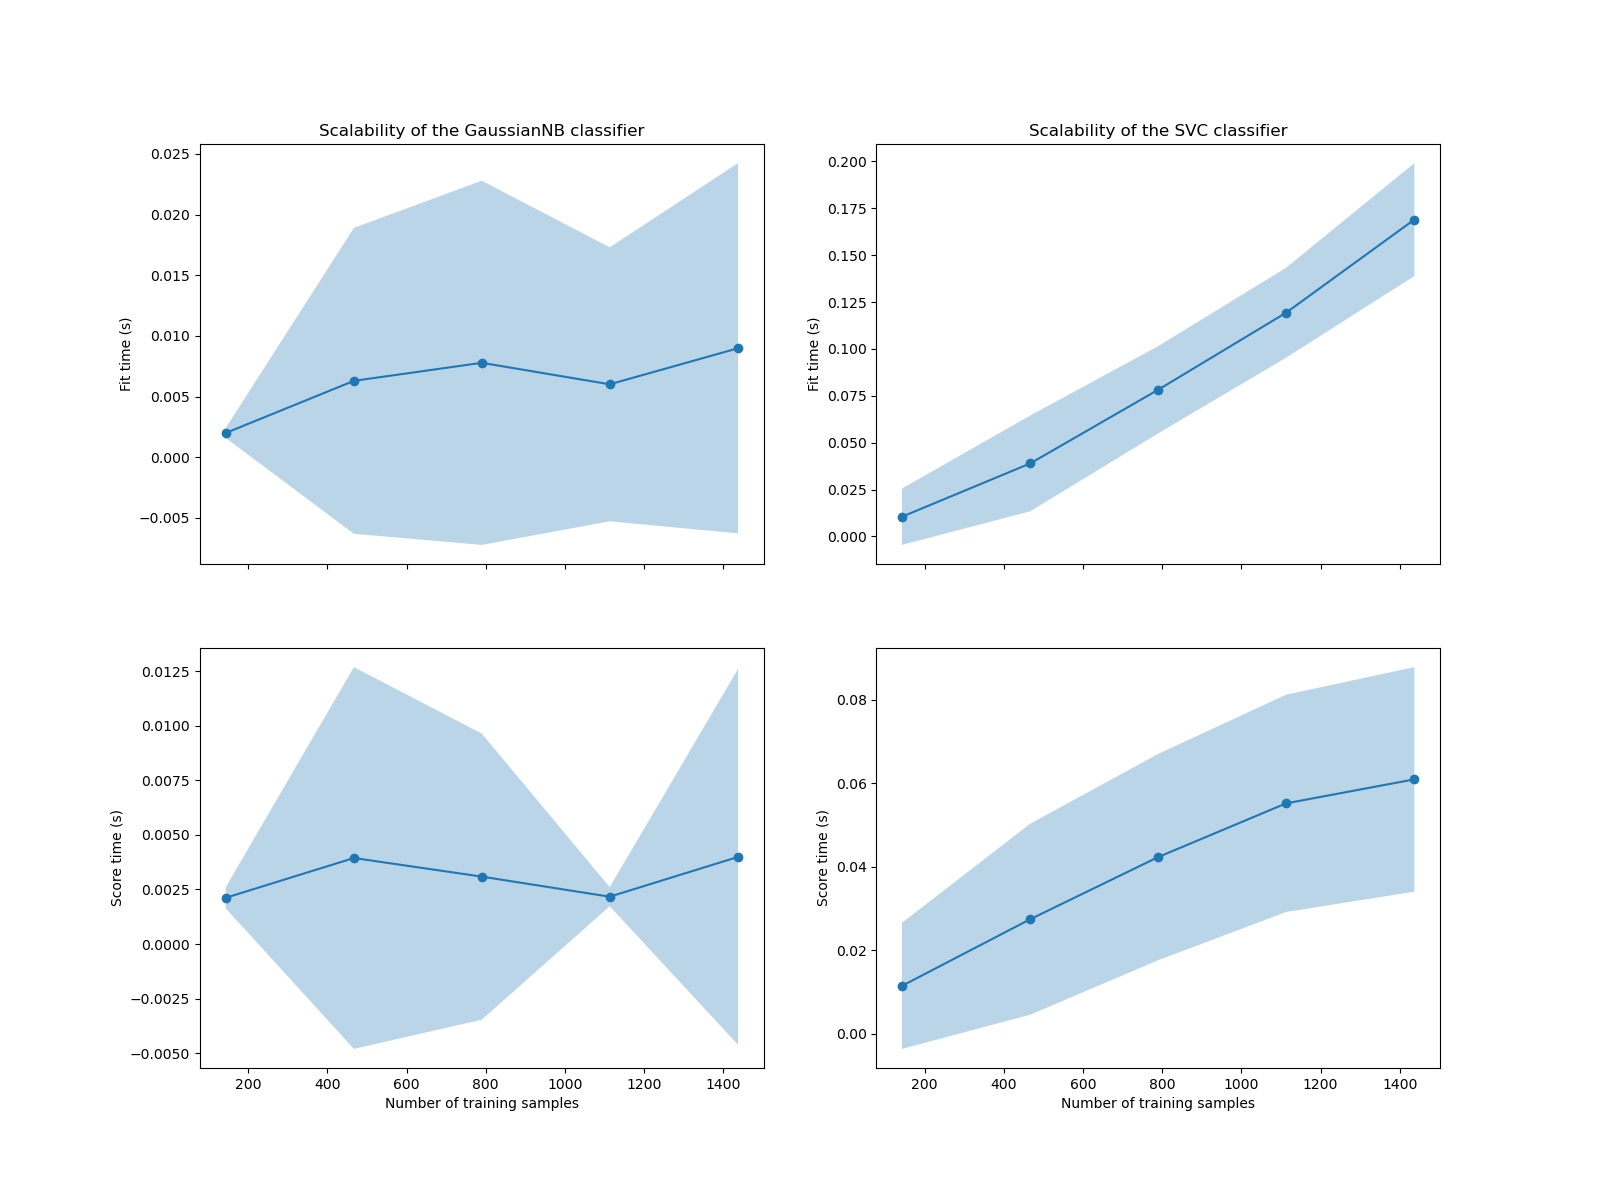 Scalability of the GaussianNB classifier
0.025
0.020
0.015
0.010
0.005
0.000
−0.005
Fit time (s)
Scalability of the SVC classifier
0.200
0.175
0.150
0.125
0.100
0.075
0.050
0.025
0.000
Fit time (s)
0.0125
0.0100
0.0075
0.0050
0.0025
0.0000
−0.0025
−0.0050
Score time (s)
200 400 600 800 1000 1200 1400
Number of training samples
0.08
0.06
0.04
0.02
0.00
Score time (s)
200 400 600 800 1000 1200 1400
Number of training samples